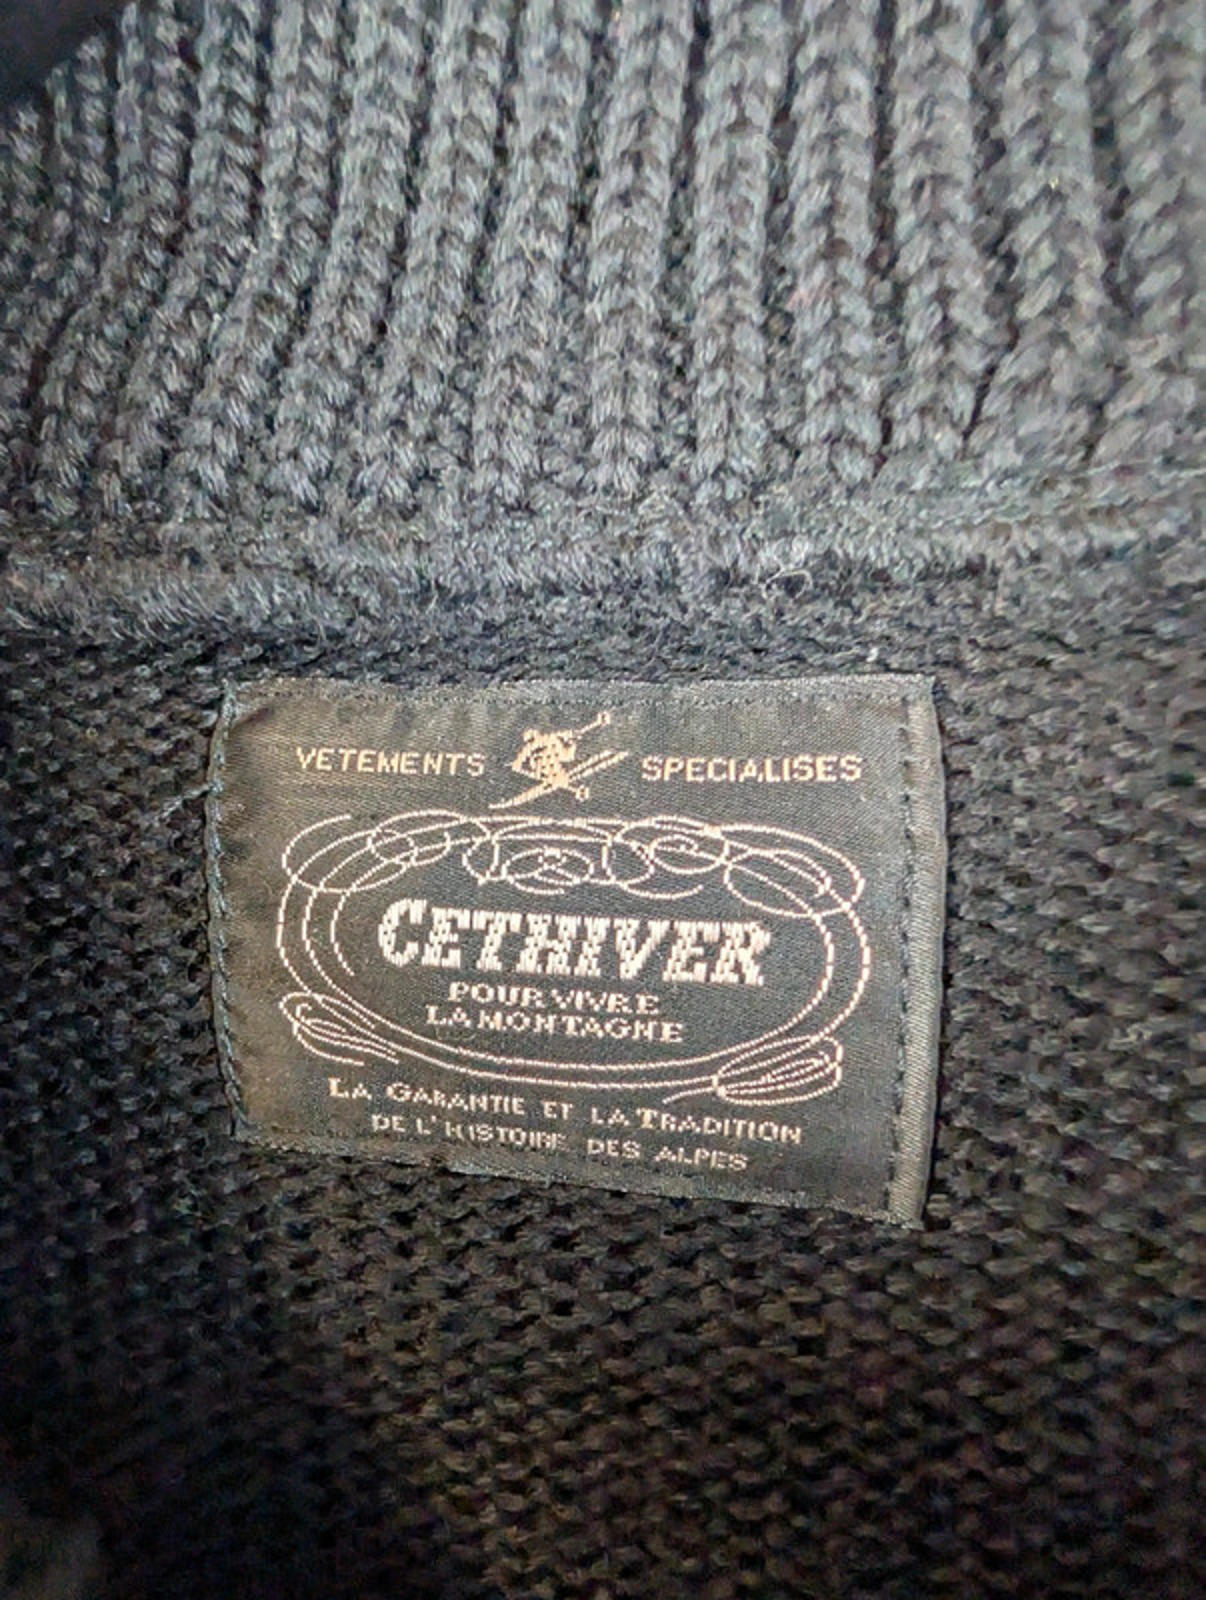 VETEMENTS SPECIALISES
CETHIVER
POUR VIVRE
LA MONTAGNE
LA GARANTIE ET LA TRADITION
DE L'HISTOIRE DES ALPES